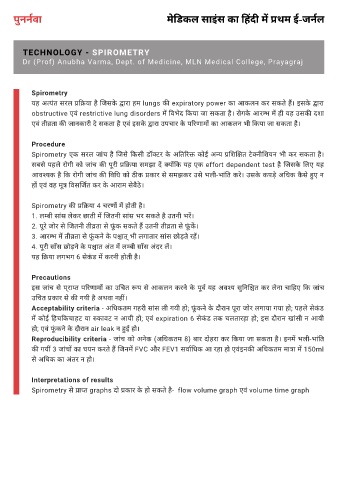 पुनर्नवा
मेडिकल साइंस का हिंदी में प्रथम ई-जर्नल
TECHNOLOGY - SPIROMETRY
Dr (Prof) Anubha Varma, Dept. of Medicine, MLN Medical College, Prayagraj
Spirometry
यह अत्यंत सरल प्रक्रिया है जिसके द्वारा हम lungs की expiratory power का आकलन कर सकते हैं। इसके द्वारा
obstructive एवं restrictive lung disorders में विभेद किया जा सकता है। रोगके आरम्भ में ही यह उसकी दशा
एवं तीव्रता की जानकारी दे सकता है एवं इसके द्वारा उपचार के परिणामों का आकलन भी किया जा सकता है।
Procedure
Spirometry एक सरल जांच है जिसे किसी डॉक्टर के अतिरिक्त कोई अन्य प्रशिक्षित टेक्नीशियन भी कर सकता है।
सबसे पहले रोगी को जांच की पूरी प्रक्रिया समझा दें क्योंकि यह एक effort dependent test है जिसके लिए यह
आवश्यक है कि रोगी जांच की विधि को ठीक प्रकार से समझकर उसे भली-भांति करे। उसके कपड़े अधिक कैसे हुए न
हों एवं वह मूत्र विसर्जित कर के आराम सेबैठे।
Spirometry की प्रक्रिया 4 चरणों में होती है।
1. लम्बी सांस लेकर छाती में जितनी सांस भर सकते है उतनी भरें।
2. पूरे जोर से जितनी तीव्रता से फूंक सकते हैं उतनी तीव्रता से फूंकें।
3. आरम्भ में तीव्रता से फूंकने के पश्चात् भी लगातार सांस छोड़ते रहें।
4. पूरी साँस छोड़ने के पश्चात अंत में लम्बी साँस अंदर लें।
यह क्रिया लगभग 6 सेकंड में करनी होती है।
Precautions
इस जांच से प्राप्त परिणामों का उचित रूप से आकलन करने के पूर्व यह अवश्य सुनिश्चित कर लेना चाहिए कि जांच
उचित प्रकार से की गयी है अथवा नहीं।
Acceptability criteria - अधिकतम गहरी सांस ली गयी हो; फूंकने के दौरान पूरा जोर लगाया गया हो; पहले सेकंड
में कोई हिचकिचाहट या रुकावट न आयी हो; एवं expiration 6 सेकंड तक चलतारहा हो; इस दौरान खांसी न आयी
हो; एवं फूंकने के दौरान air leak न हुई हो।
Reproducibility criteria - जांच को अनेक (अधिकतम 8) बार दोहरा कर किया जा सकता है। इनमें भली-भांति
की गयीं 3 जांचों का चयन करते है जिनमें FVC और FEV1 सर्वाधिक आ रहा हो एवंइनकी अधिकतम मात्रा में 150ml
से अधिक का अंतर न हो।
Interpretations of results
Spirometry से प्राप्त graphs दो प्रकार के हो सकते है- flow volume graph एवं volume time graph